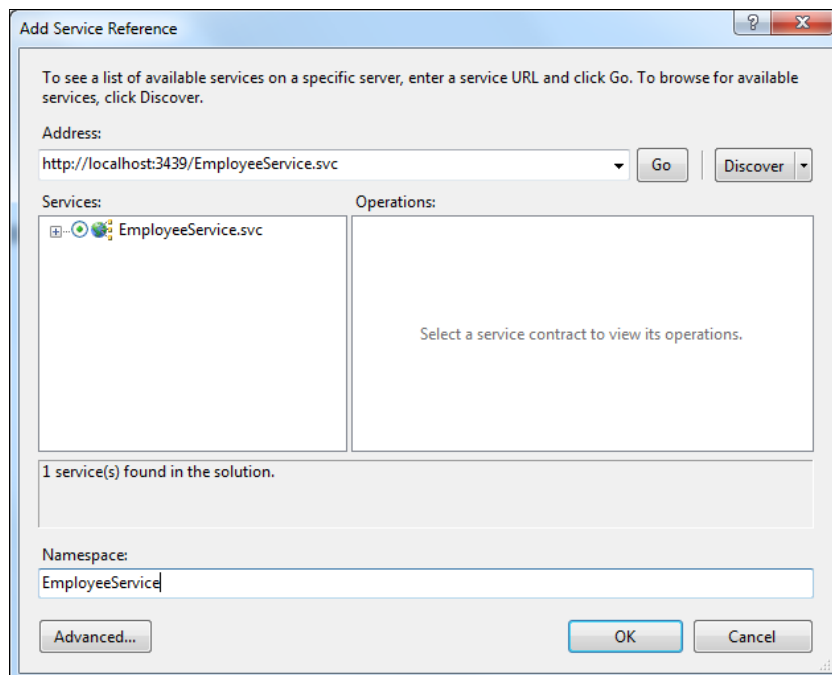 Add Service Reference
To see a list of available services on a specific server, enter a service URL and click Go. To browse for available
services, click Discover.
Address:
http://localhost:3439/EmployeeService.svc
Go
Discover
Services:
Operations:
EmployeeService.svc
Select a service contract to view its operations.
1 service(s) found in the solution.
Namespace:
EmployeeService
Advanced...
OK
Cancel